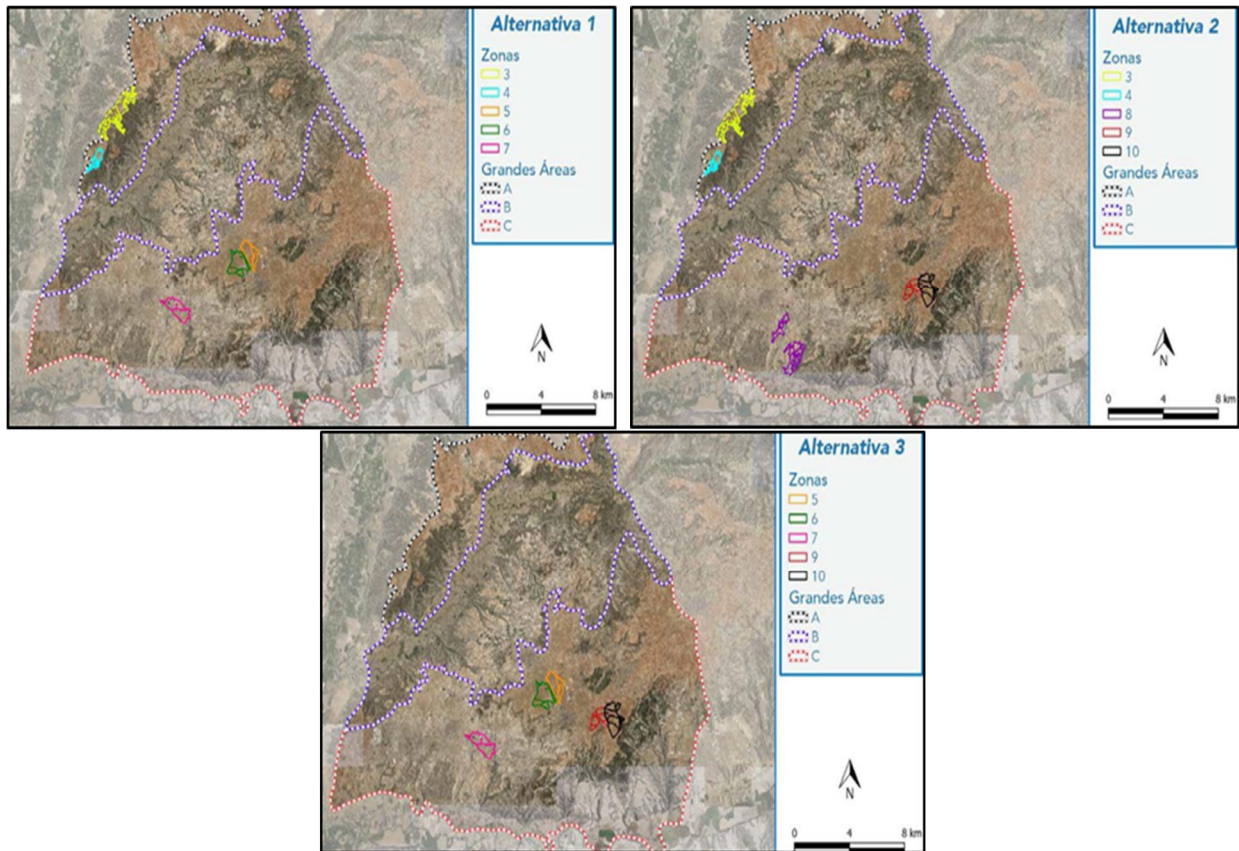 Alternativa 1
Zonas
3
4
5
6
7
Grandes Áreas
A
B
C
N
0 4 8 km
Alternativa 2
Zonas
3
4
8
9
10
Grandes Áreas
A
B
C
N
0 4 8 km
Alternativa 3
Zonas
5
6
7
9
10
Grandes Áreas
A
B
C
N
0 4 8 km